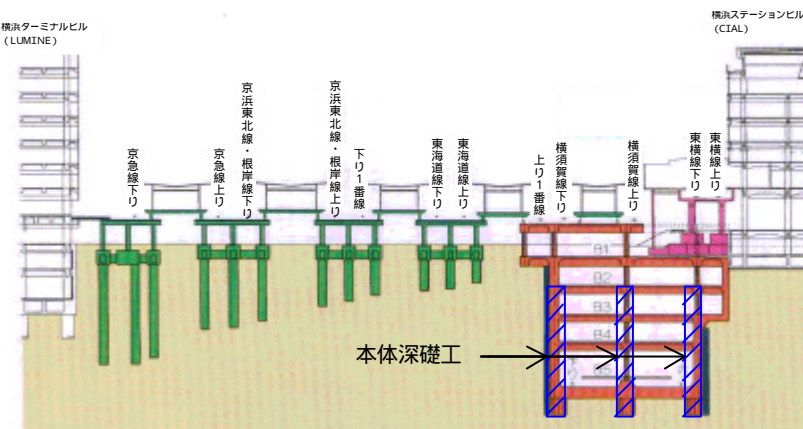 横浜ターミナルビル
(LUMINE)
横浜ステーションビル
(CIAL)
京急線下り
京急線上り
京浜東北線・根岸線下り
京浜東北線・根岸線上り
下り1番線
東海道線下り
東海道線上り
上り1番線
横須賀線下り
横須賀線上り
東横線下り
東横線上り
B1
B2
B3
B4
B5
本体深礎工